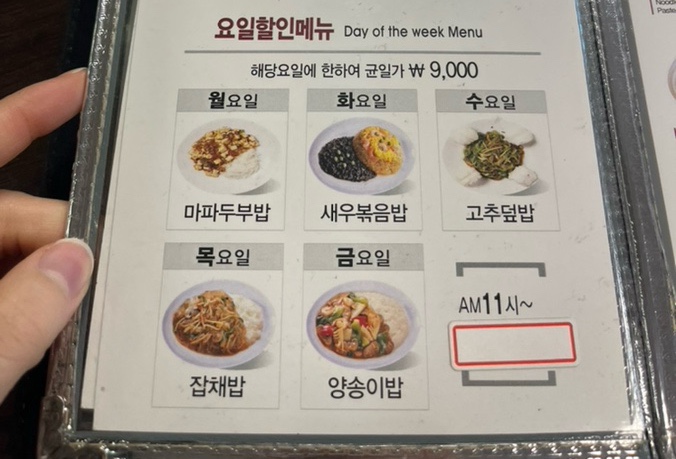 요일할인메뉴 Day of the week Menu
해당요일에 한하여 균일가 ₩ 9,000
월요일
화요일
수요일
마파두부밥
새우볶음밥
고추덮밥
목요일
금요일
잡채밥
양송이밥
AM11시~